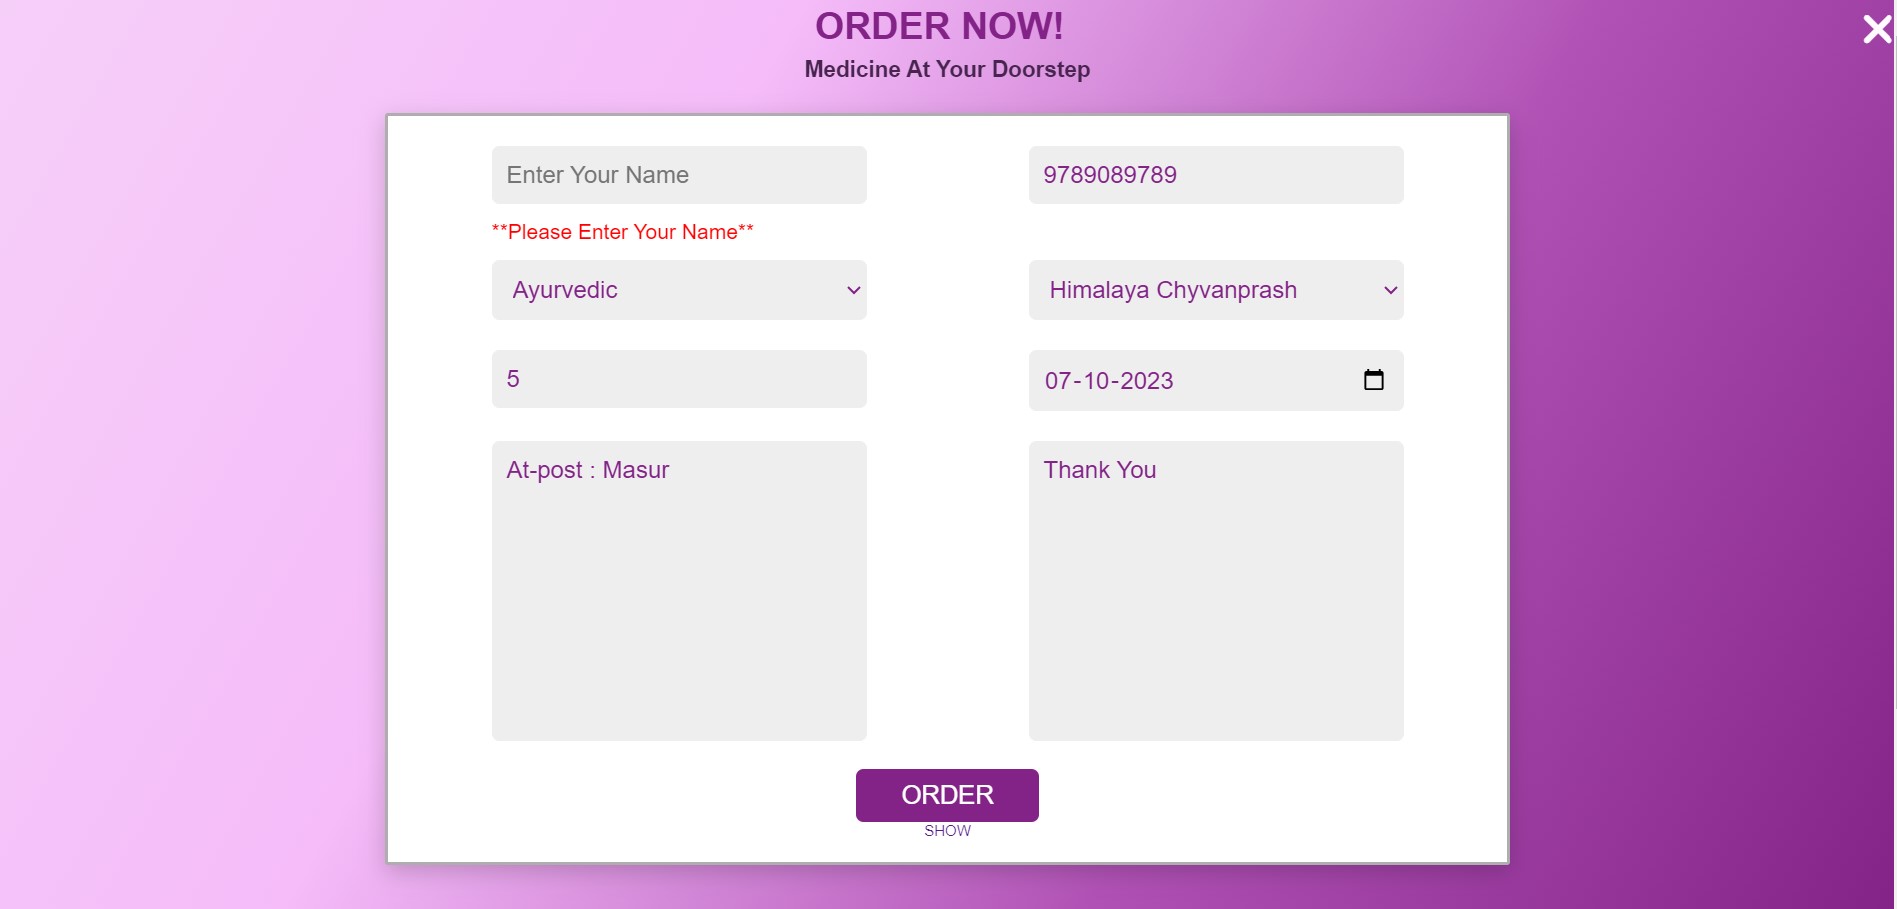 ORDER NOW!
Medicine At Your Doorstep
Enter Your Name
9789089789
**Please Enter Your Name**
Ayurvedic
Himalaya Chyvanprash
5
07-10-2023
At-post : Masur
Thank You
ORDER
SHOW